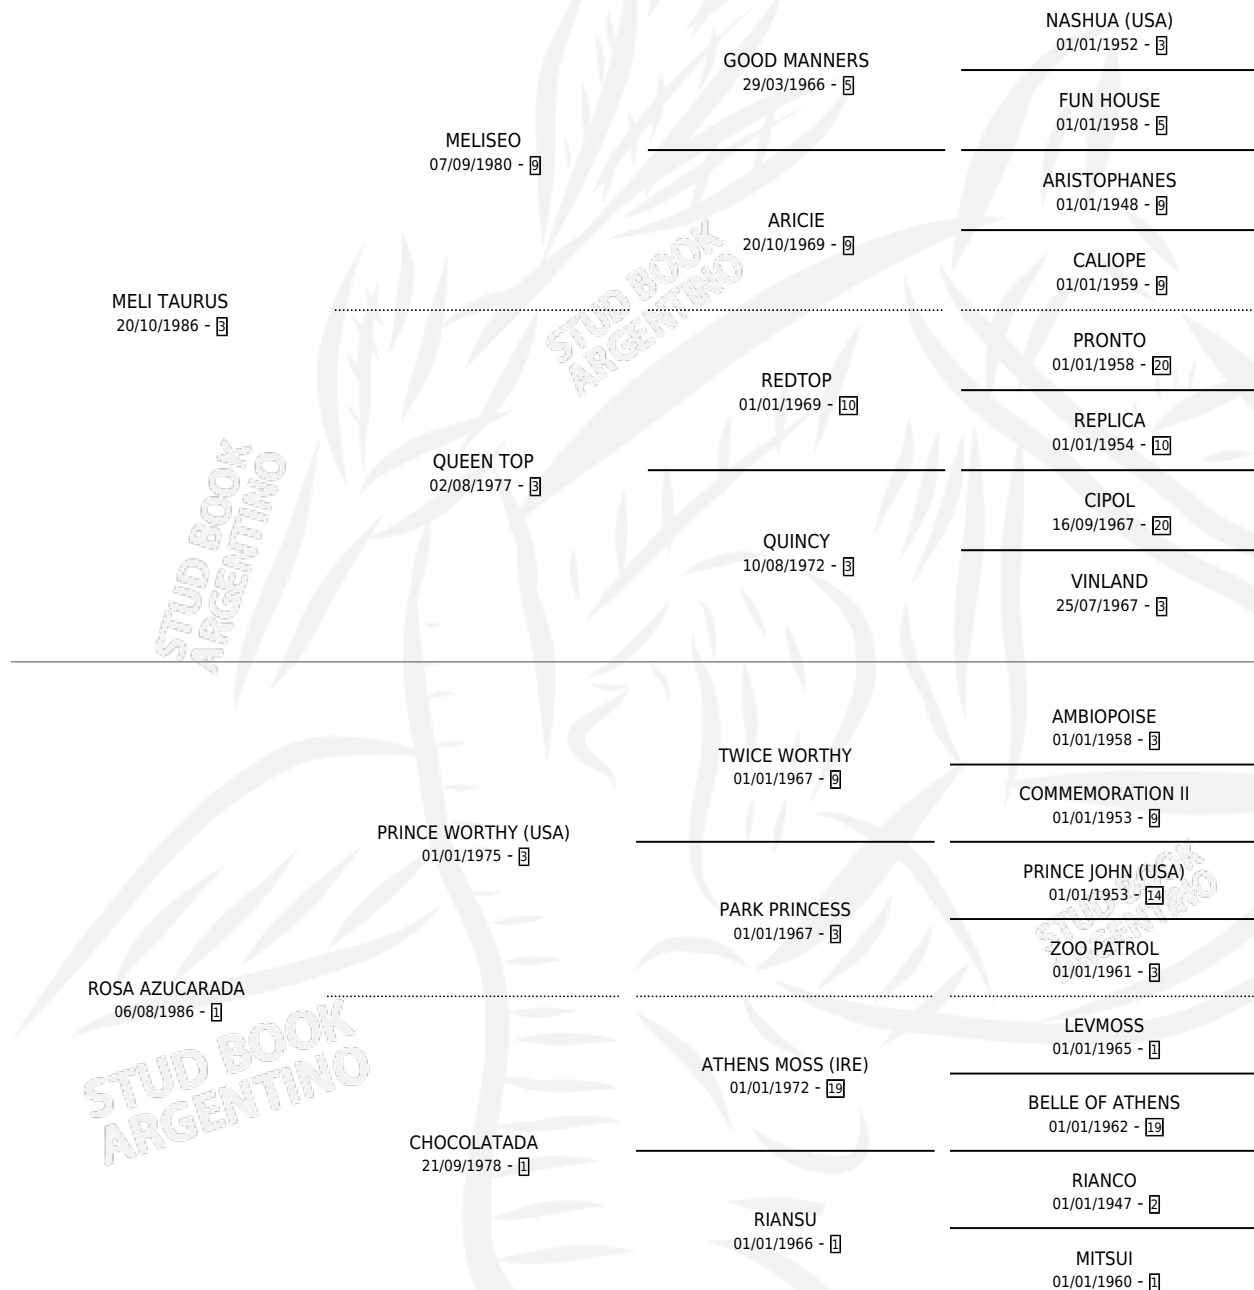 NASHUA (USA)
01/01/1952 - 3
GOOD MANNERS
29/03/1966 - 5
FUN HOUSE
01/01/1958 - 5
MELISEO
07/09/1980 - 9
ARISTOPHANES
01/01/1948 - 9
ARICIE
20/10/1969 - 9
CALIOPE
01/01/1959 - 9
MELI TAURUS
20/10/1986 - 3
PRONTO
01/01/1958 - 20
REDTOP
01/01/1969 - 10
REPLICA
01/01/1954 - 10
QUEEN TOP
02/08/1977 - 3
CIPOL
16/09/1967 - 20
QUINCY
10/08/1972 - 3
VINLAND
25/07/1967 - 3
STUD BOOK
ARGENTINO
STUD BOOK
ARGENTINO
AMBIOPOISE
01/01/1958 - 3
TWICE WORTHY
01/01/1967 - 9
COMMEMORATION II
01/01/1953 - 9
PRINCE WORTHY (USA)
01/01/1975 - 3
PRINCE JOHN (USA)
01/01/1953 - 14
PARK PRINCESS
01/01/1967 - 3
ZOO PATROL
01/01/1961 - 3
ROSA AZUCARADA
06/08/1986 - 1
LEVMOSS
01/01/1965 - 1
ATHENS MOSS (IRE)
01/01/1972 - 19
BELLE OF ATHENS
01/01/1962 - 19
CHOCOLATADA
21/09/1978 - 1
RIANCO
01/01/1947 - 2
RIANSU
01/01/1966 - 1
MITSUI
01/01/1960 - 1
STUD BOOK
ARGENTINO
STUD BOOK
ARGENTINO